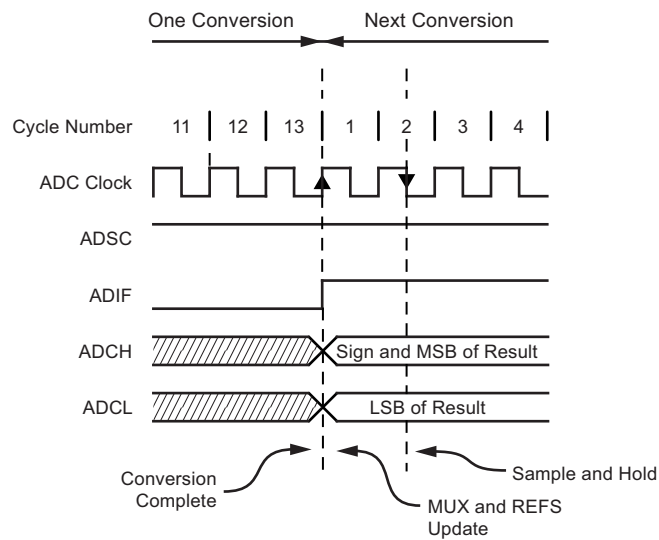 One Conversion Next Conversion
Cycle Number 11 12 13 1 2 3 4
ADC Clock
ADSC
ADIF
ADCH Sign and MSB of Result
ADCL LSB of Result
Conversion
Complete
MUX and REFS
Update
Sample and Hold